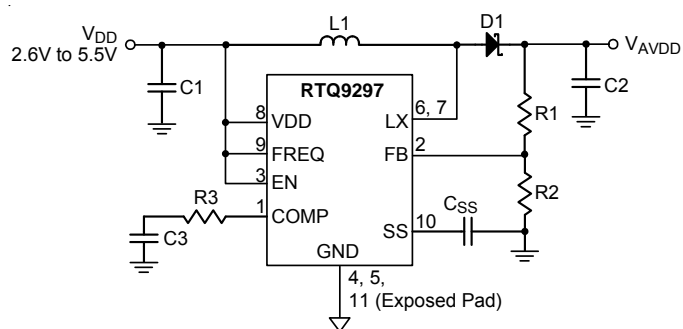 L1
D1
VDD
2.6V to 5.5V
VAVDD
C1
C2
RTQ9297
6, 7
8
VDD
LX
R1
9
FREQ
2
FB
3
EN
R3
1
COMP
R2
CSS
10
SS
C3
GND
4, 5,
11 (Exposed Pad)